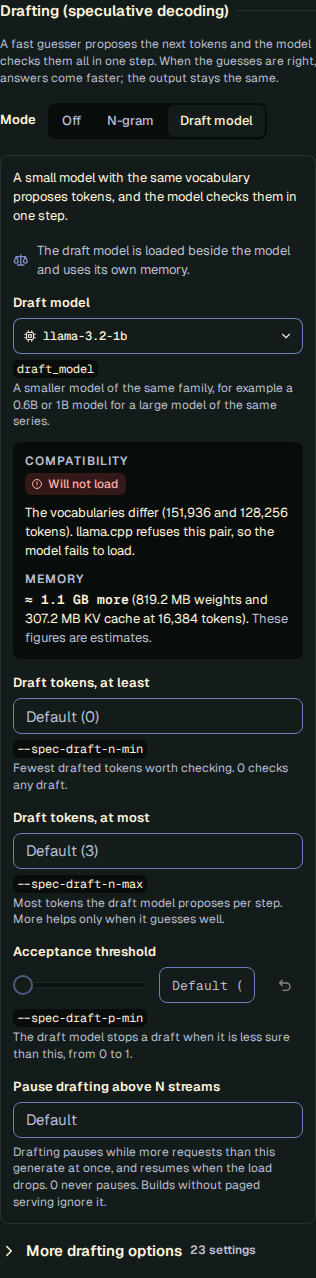 Drafting (speculative decoding)
A fast guesser proposes the next tokens and the model
checks them all in one step. When the guesses are right,
answers come faster; the output stays the same.
Mode
Off
N-gram
Draft model
A small model with the same vocabulary
proposes tokens, and the model checks them in
one step.
The draft model is loaded beside the model
and uses its own memory.
Draft model
llama-3.2-1b
draft_model
A smaller model of the same family, for example a
0.6B or 1B model for a large model of the same
series.
COMPATIBILITY
Will not load
The vocabularies differ (151,936 and 128,256
tokens). llama.cpp refuses this pair, so the
model fails to load.
MEMORY
≈ 1.1 GB more (819.2 MB weights and
307.2 MB KV cache at 16,384 tokens). These
figures are estimates.
Draft tokens, at least
Default (0)
--spec-draft-n-min
Fewest drafted tokens worth checking. 0 checks
any draft.
Draft tokens, at most
Default (3)
--spec-draft-n-max
Most tokens the draft model proposes per step.
More helps only when it guesses well.
Acceptance threshold
Default (
--spec-draft-p-min
The draft model stops a draft when it is less sure
than this, from 0 to 1.
Pause drafting above N streams
Default
Drafting pauses while more requests than this
generate at once, and resumes when the load
drops. 0 never pauses. Builds without paged
serving ignore it.
More drafting options 23 settings